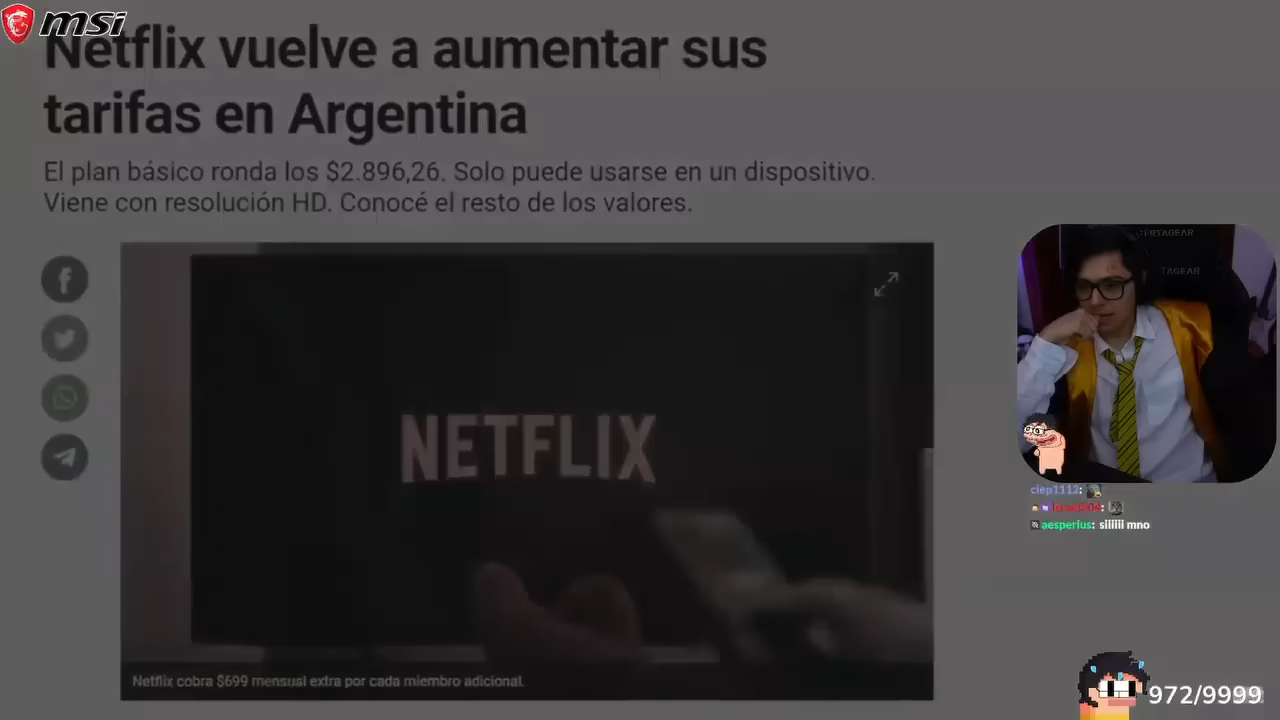 msi
Netflix vuelve a aumentar sus
tarifas en Argentina
El plan básico ronda los $2.896,26. Solo puede usarse en un dispositivo.
Viene con resolución HD. Conocé el resto de los valores.
NETFLIX
Netflix cobra $699 mensual extra por cada miembro adicional.
TAGEAR
ciep1112:
aesperius: siiiiii mno
972/9999